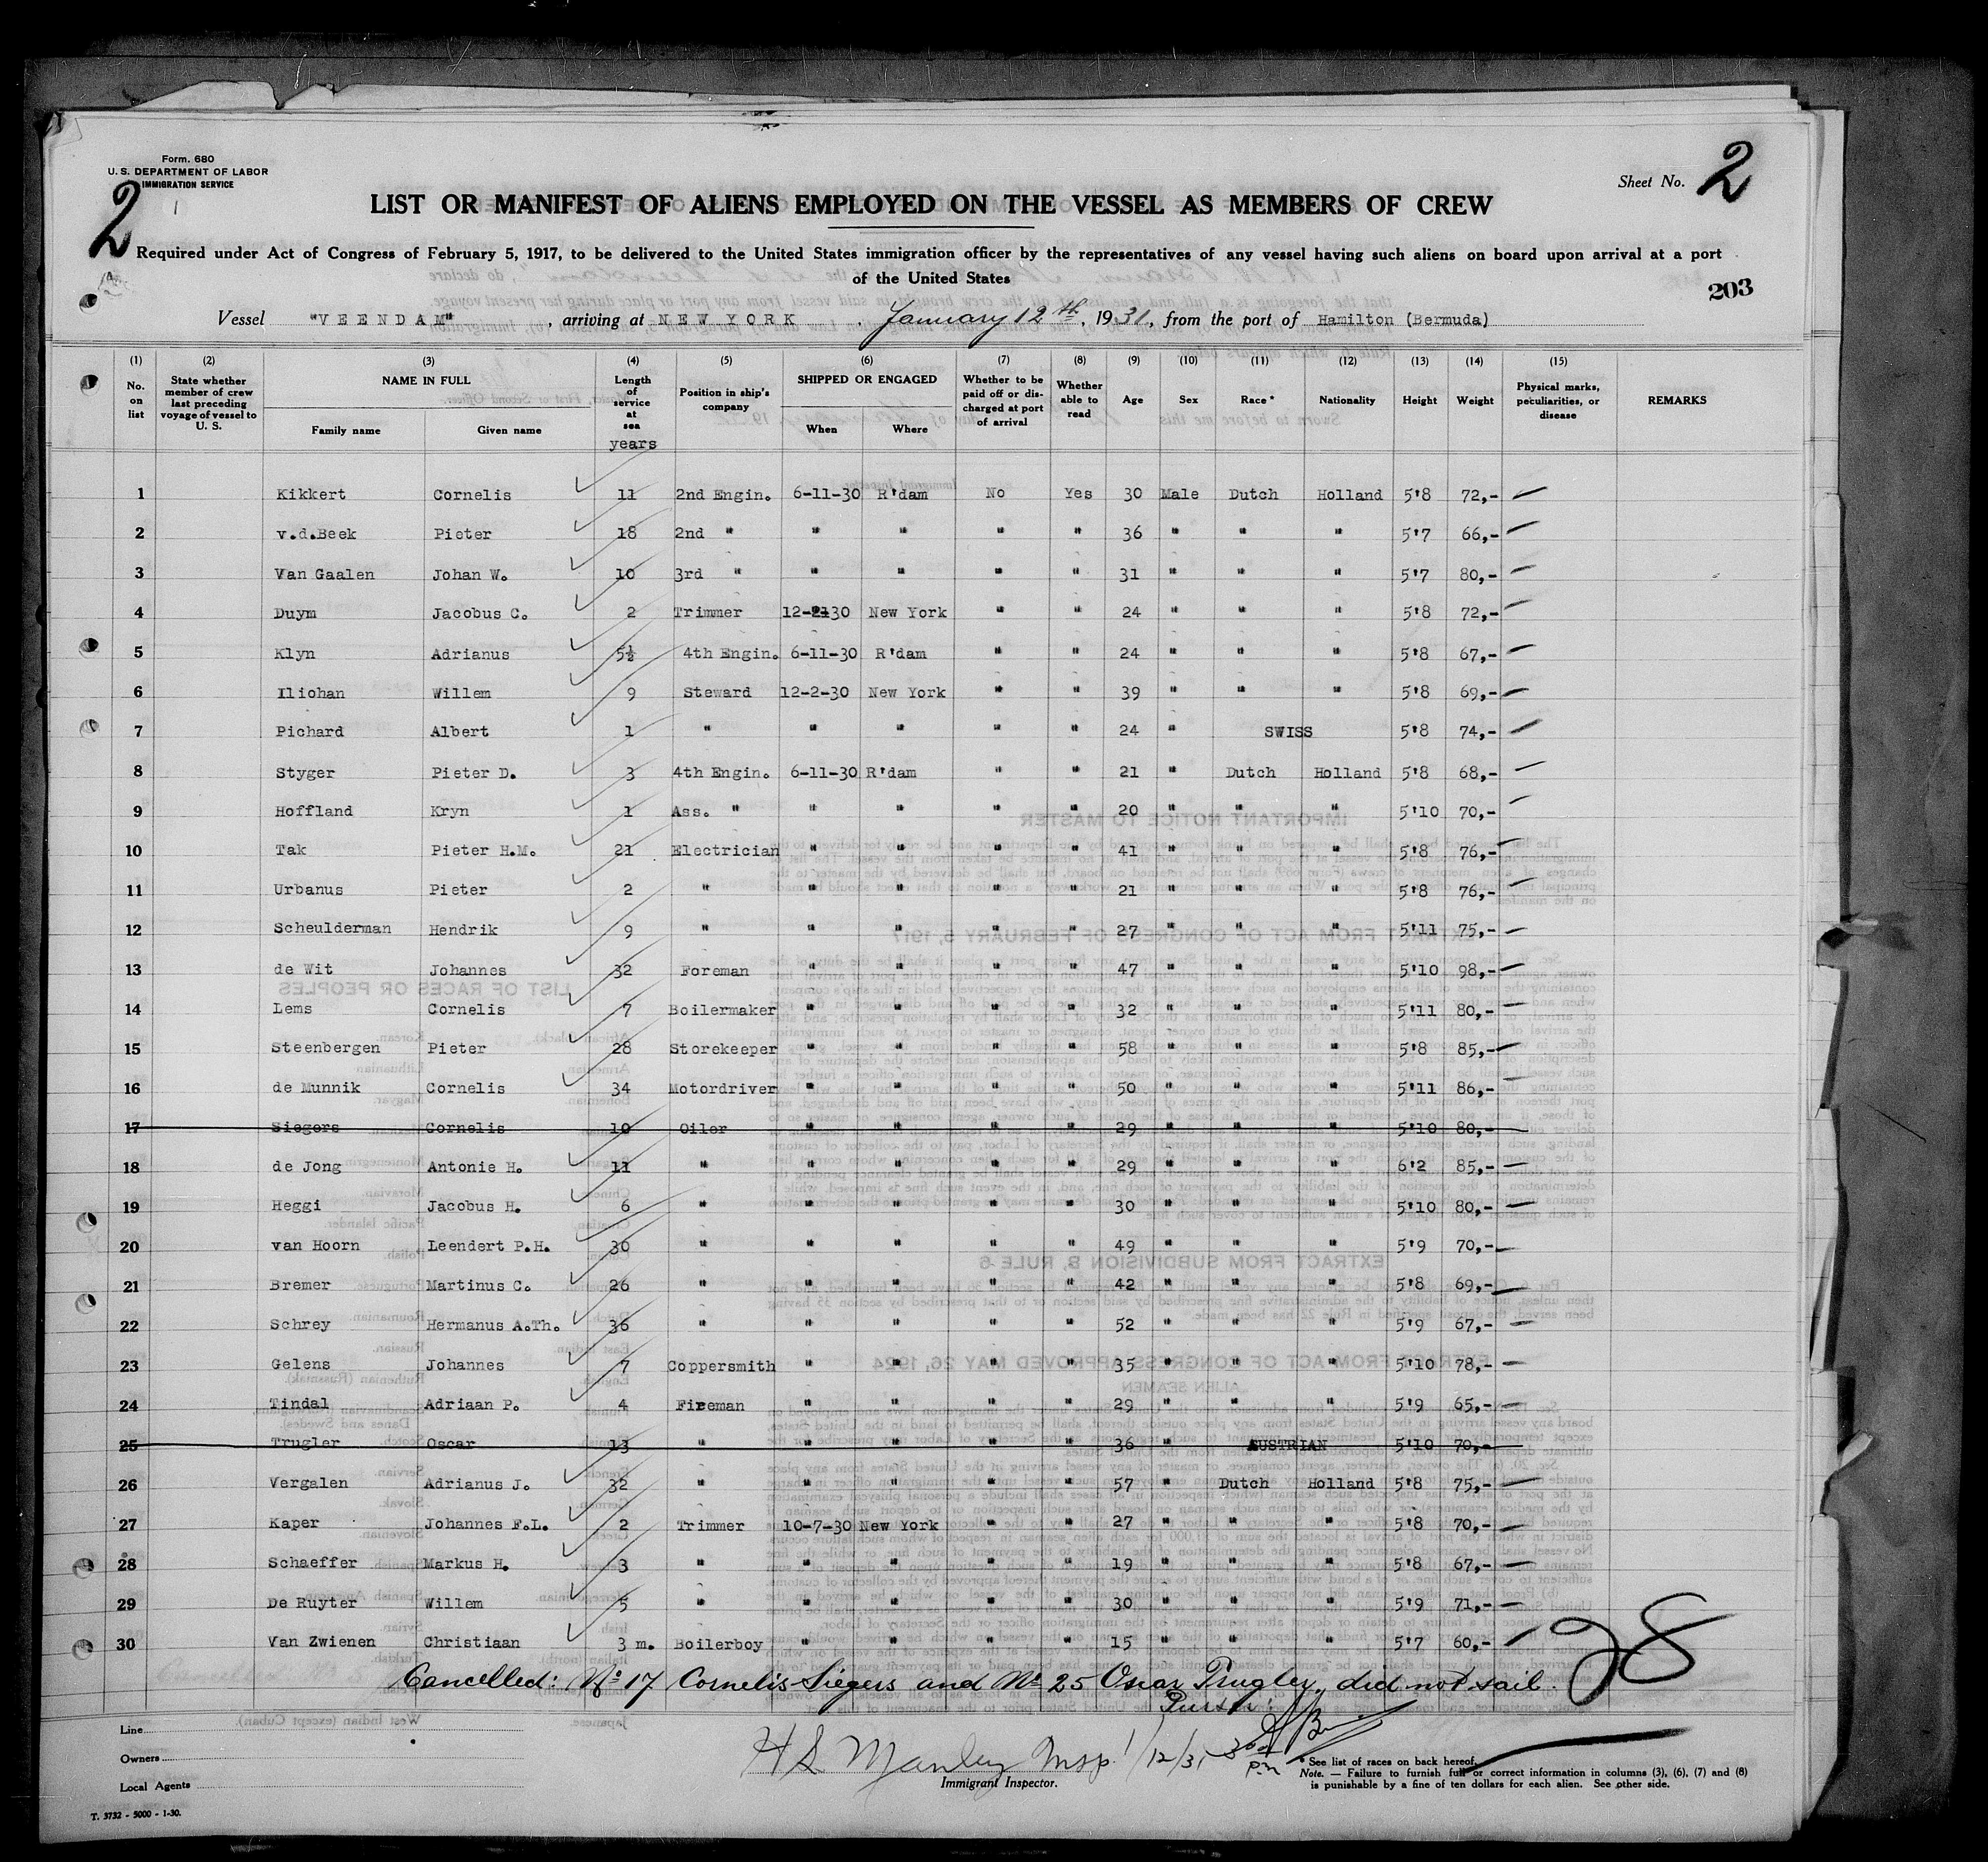 Form. 680
U. S. DEPARTMENT OF LABOR
IMMIGRATION SERVICE
2
Sheet No. 2
LIST OR MANIFEST OF ALIENS EMPLOYED ON THE VESSEL AS MEMBERS OF CREW
Required under Act of Congress of February 5, 1917, to be delivered to the United States immigration officer by the representatives of any vessel having such aliens on board upon arrival at a port
of the United States
203
Vessel "VEENDAM", arriving at NEW YORK, January 12th, 1931, from the port of Hamilton (Bermuda)
(1) (2) (3) (4) (5) (6) (7) (8) (9) (10) (11) (12) (13) (14) (15)
No. on list State whether member of crew last preceding voyage of vessel to U. S. NAME IN FULL Family name Given name Length of service at sea years Position in ship's company SHIPPED OR ENGAGED When Where Whether to be paid off or discharged at port of arrival Whether able to read Age Sex Race * Nationality Height Weight Physical marks, peculiarities, or disease REMARKS
1 Kikkert Cornelis 11 2nd Engin. 6-11-30 R'dam No Yes 30 Male Dutch Holland 5'8 72,-
2 v.d.Beek Pieter 18 2nd " " " " " 36 " " " 5'7 66,-
3 Van Gaalen Johan W. 10 3rd " " " " " 31 " " " 5'7 80,-
4 Duym Jacobus C. 2 Trimmer New York " " 24 " " " 5'8 72,-
5 Klyn Adrianus 5½ 4th Engin. 6-11-30 R'dam " " 24 " " " 5'8 67,-
6 Iliohan Willem 9 Steward 12-2-30 New York " " 39 " " " 5'8 69,-
7 Pichard Albert 1 " " " " " 24 " SWISS 5'8 74,-
8 Styger Pieter D. 3 4th Engin. 6-11-30 R'dam " " 21 " Dutch Holland 5'8 68,-
9 Hoffland Kryn 1 Ass. " " " " " 20 " " " 5'10 70,-
10 Tak Pieter H.M. 21 Electrician " " " " 41 " " " 5'8 76,-
11 Urbanus Pieter 2 " " " " " 21 " " " 5'8 76,-
12 Scheulderman Hendrik 9 " " " " " 27 " " " 5'11 75,-
13 de Wit Johannes 32 Foreman " " " " 47 " " " 5'10 98,-
14 Lems Cornelis 7 Boilermaker " " " " 32 " " " 5'11 80,-
15 Steenbergen Pieter 28 Storekeeper " " " " 58 " " " 5'8 85,-
16 de Munnik Cornelis 34 Motordriver " " " " 50 " " " 5'11 86,-
17 Siegers Cornelis 10 Oiler " " " " 29 " " " 5'10 80,-
18 de Jong Antonie H. 11 " " " " " 29 " " " 6'2 85,-
19 Heggi Jacobus H. 6 " " " " " 30 " " " 5'10 80,-
20 van Hoorn Leendert P.H. 30 " " " " " 49 " " " 5'9 70,-
21 Bremer Martinus C. 26 " " " " " 42 " " " 5'8 69,-
22 Schrey Hermanus A.Th. 36 " " " " " 52 " " " 5'9 67,-
23 Gelens Johannes 7 Coppersmith " " " " 35 " " " 5'10 78,-
24 Tindal Adriaan P. 4 Fireman " " " " 29 " " " 5'9 65,-
25 Trugler Oscar 13 " " " " " 36 " AUSTRIAN 5'10 70,-
26 Vergalen Adrianus J. 32 " " " " " 57 " Dutch Holland 5'8 75,-
27 Kaper Johannes F.L. 2 Trimmer 10-7-30 New York " " 27 " " " 5'8 70,-
28 Schaeffer Markus H. 3 " " " " " 19 " " " 5'8 67,-
29 De Ruyter Willem 5 " " " " " 30 " " " 5'9 71,-
30 Van Zwienen Christiaan 3 m. Boilerboy " " " " 15 " " " 5'7 60,-
28
Cancelled: No 17 Cornelis Siegers and No 25 Oscar Trugler, did not sail.
Purser:
Line
Owners
Local Agents
H S Manley Insp. 1/12/31 3 00 P.M
Immigrant Inspector.
* See list of races on back hereof.
Note. — Failure to furnish full or correct information in columns (3), (6), (7) and (8)
is punishable by a fine of ten dollars for each alien. See other side.
T. 3732 - 5000 - 1-30.